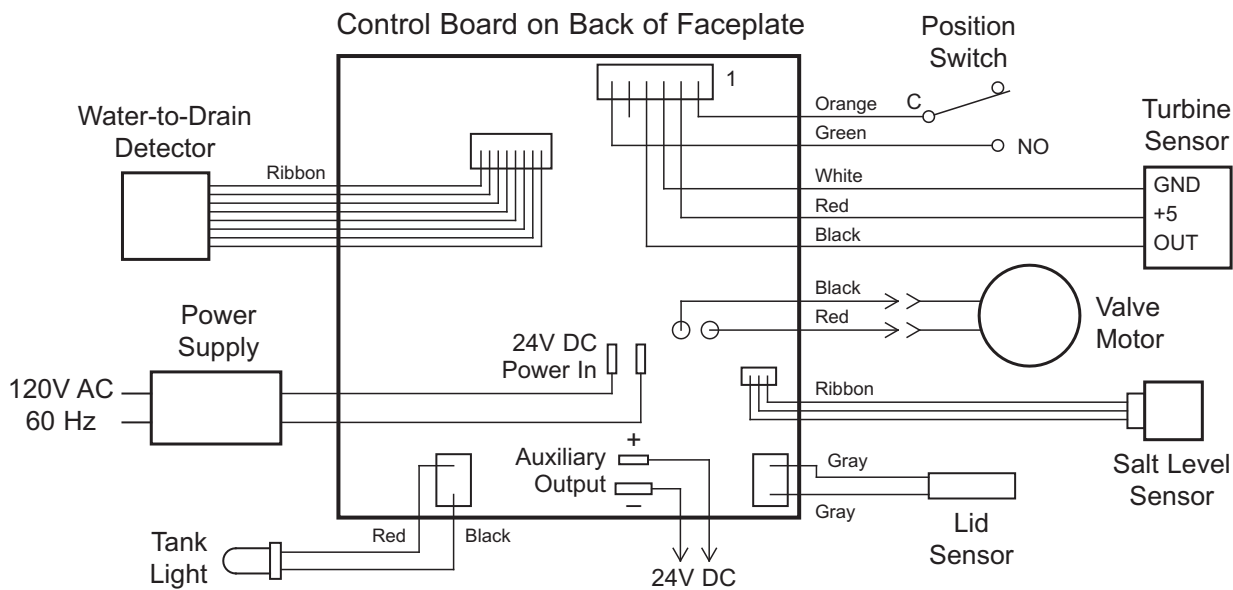 Control Board on Back of Faceplate
Position
Switch
1
Orange
C
Green
NO
Turbine
Sensor
Water-to-Drain
Detector
Ribbon
White
GND
Red
+5
Black
OUT
Black
Red
Valve
Motor
Power
Supply
24V DC
Power In
120V AC
60 Hz
Ribbon
Salt Level
Sensor
Auxiliary
Output
+
–
Gray
Gray
Lid
Sensor
Red
Black
Tank
Light
24V DC